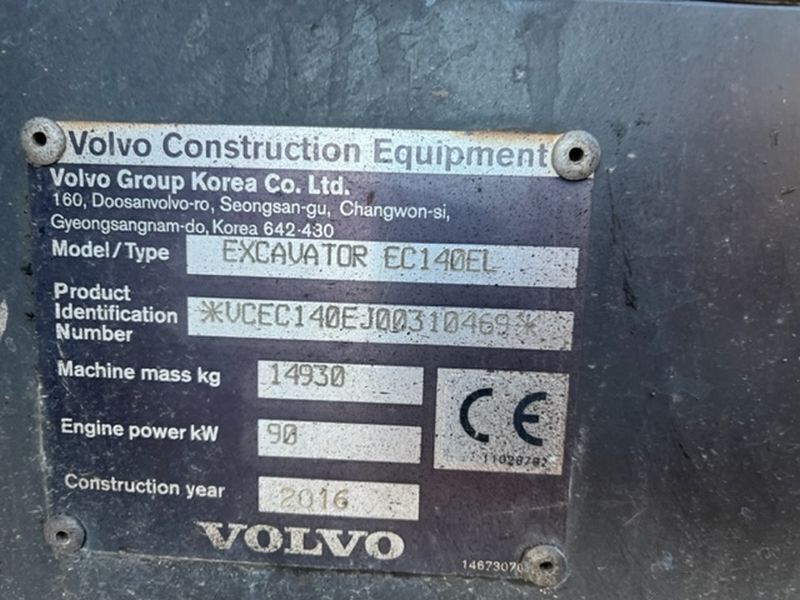 Volvo Construction Equipment
Volvo Group Korea Co. Ltd.
160, Doosanvolvo-ro, Seongsan-gu, Changwon-si,
Gyeongsangnam-do, Korea 642-430
Model/Type EXCAVATOR EC140EL
Product Identification Number *VCEC140EJ00310469*
Machine mass kg 14930
Engine power kW 90
CE
Construction year 2016
VOLVO